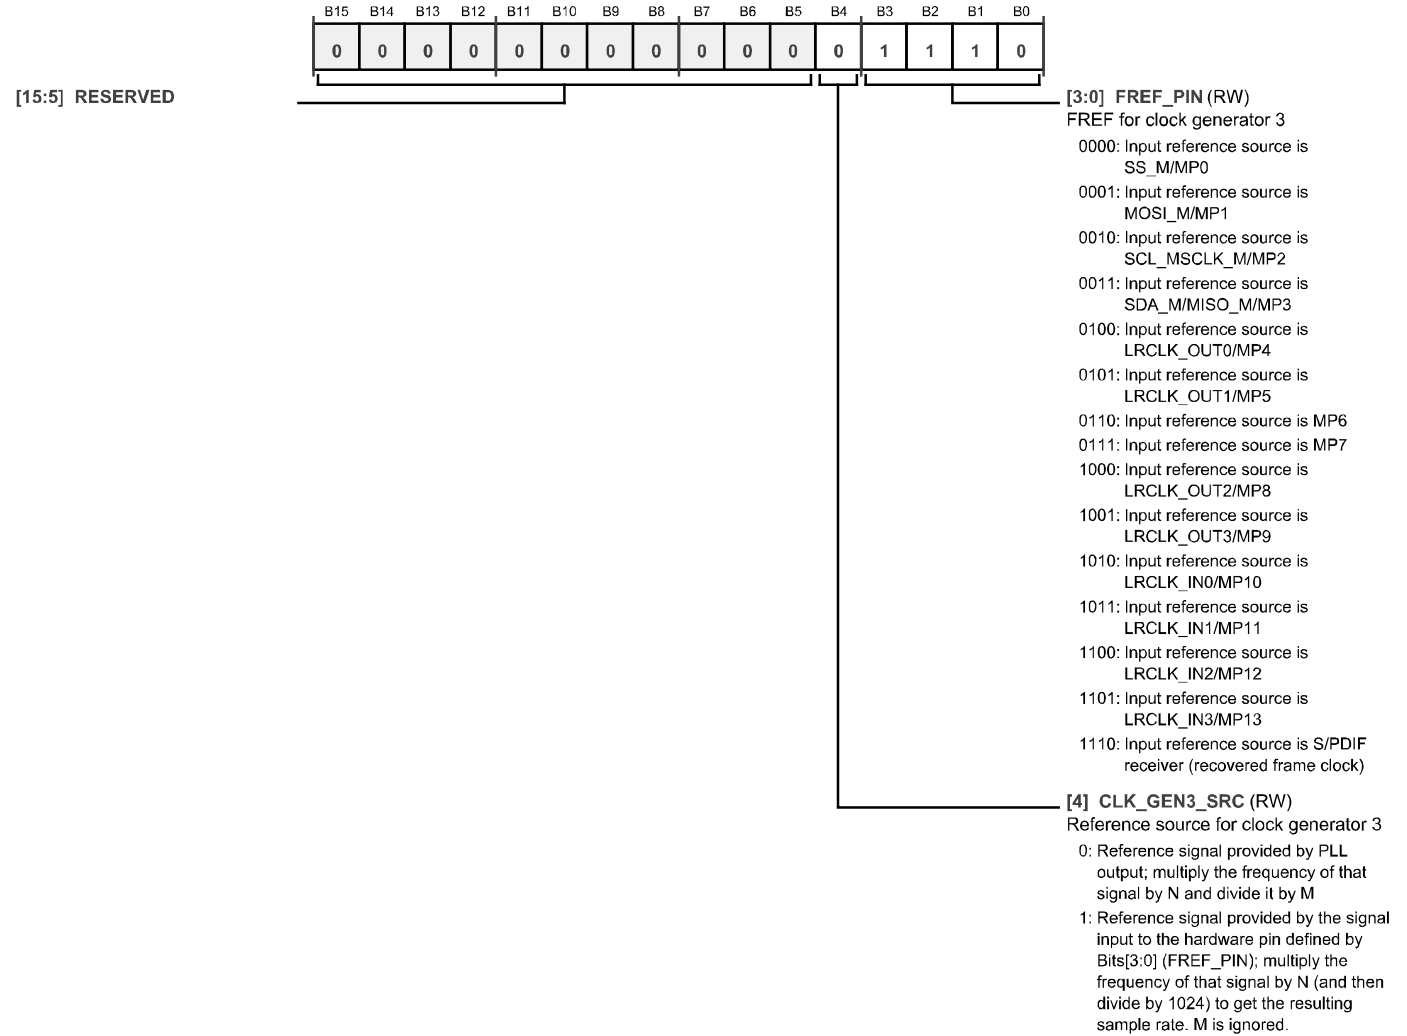 B15 B14 B13 B12 B11 B10 B9 B8 B7 B6 B5 B4 B3 B2 B1 B0
0 0 0 0 0 0 0 0 0 0 0 0 1 1 1 0
[15:5] RESERVED
[3:0] FREF_PIN (RW)
FREF for clock generator 3
0000: Input reference source is
SS_M/MP0
0001: Input reference source is
MOSI_M/MP1
0010: Input reference source is
SCL_MSCLK_M/MP2
0011: Input reference source is
SDA_M/MISO_M/MP3
0100: Input reference source is
LRCLK_OUT0/MP4
0101: Input reference source is
LRCLK_OUT1/MP5
0110: Input reference source is MP6
0111: Input reference source is MP7
1000: Input reference source is
LRCLK_OUT2/MP8
1001: Input reference source is
LRCLK_OUT3/MP9
1010: Input reference source is
LRCLK_IN0/MP10
1011: Input reference source is
LRCLK_IN1/MP11
1100: Input reference source is
LRCLK_IN2/MP12
1101: Input reference source is
LRCLK_IN3/MP13
1110: Input reference source is S/PDIF
receiver (recovered frame clock)
[4] CLK_GEN3_SRC (RW)
Reference source for clock generator 3
0: Reference signal provided by PLL
output; multiply the frequency of that
signal by N and divide it by M
1: Reference signal provided by the signal
input to the hardware pin defined by
Bits[3:0] (FREF_PIN); multiply the
frequency of that signal by N (and then
divide by 1024) to get the resulting
sample rate. M is ignored.